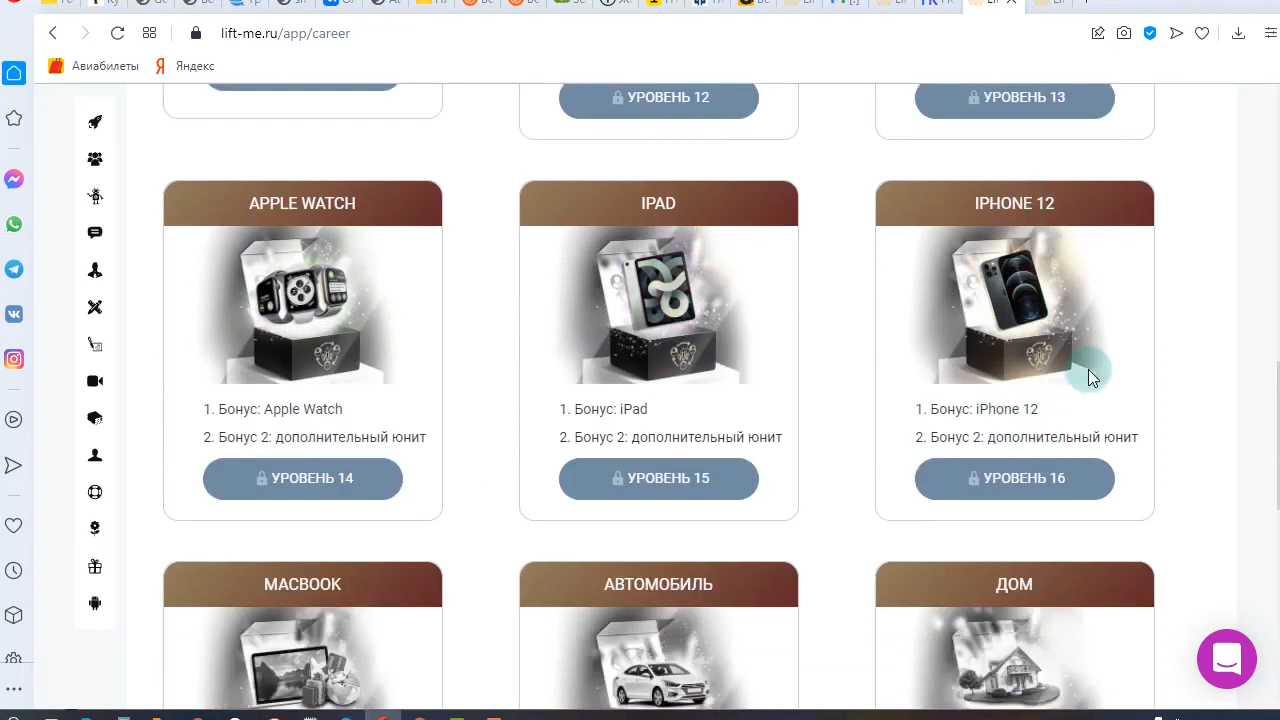 lift-me.ru/app/career
Авиабилеты
Яндекс
УРОВЕНЬ 12
УРОВЕНЬ 13
APPLE WATCH
IPAD
IPHONE 12
1. Бонус: Apple Watch
2. Бонус 2: дополнительный юнит
1. Бонус: iPad
2. Бонус 2: дополнительный юнит
1. Бонус: iPhone 12
2. Бонус 2: дополнительный юнит
УРОВЕНЬ 14
УРОВЕНЬ 15
УРОВЕНЬ 16
MACBOOK
АВТОМОБИЛЬ
ДОМ